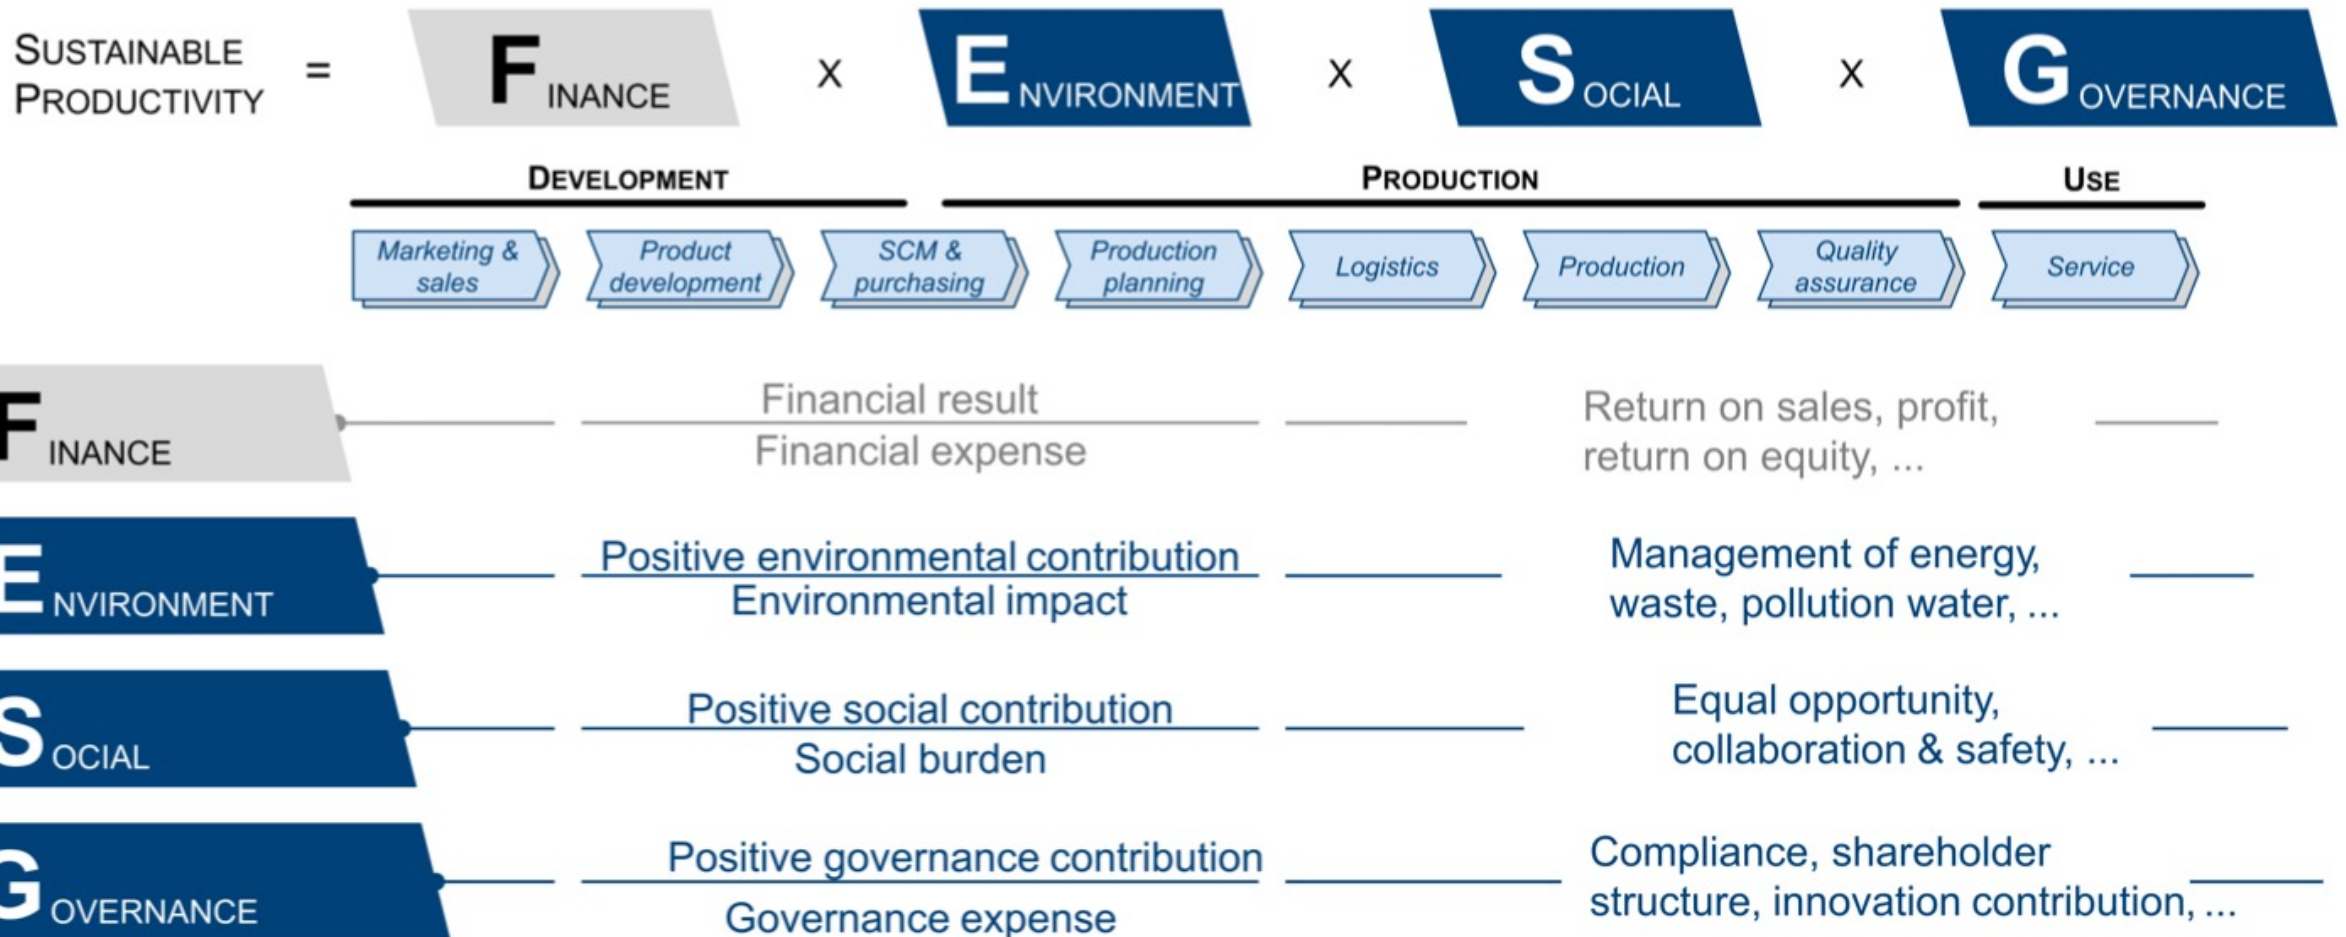 SUSTAINABLE
PRODUCTIVITY
=
FINANCE
X
ENVIRONMENT
X
SOCIAL
X
GOVERNANCE
DEVELOPMENT
PRODUCTION
USE
Marketing &
sales
Product
development
SCM &
purchasing
Production
planning
Logistics
Production
Quality
assurance
Service
FINANCE
Financial result
Financial expense
Return on sales, profit,
return on equity, ...
ENVIRONMENT
Positive environmental contribution
Environmental impact
Management of energy,
waste, pollution water, ...
SOCIAL
Positive social contribution
Social burden
Equal opportunity,
collaboration & safety, ...
GOVERNANCE
Positive governance contribution
Governance expense
Compliance, shareholder
structure, innovation contribution, ...